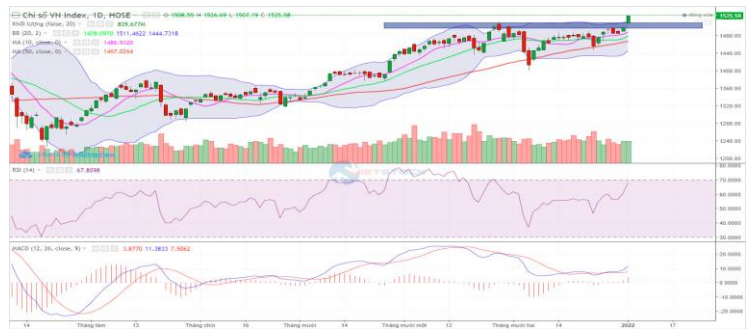 Chỉ số VN Index, 1D, HOSE O 1508.95 H 1526.69 L 1507.19 C 1525.58
Khối lượng (false, 20) 839.677M
BB (20, 2) 1478.0970 1511.4622 1444.7318
MA (10, close, 0) 1486.9320
MA (50, close, 0) 1467.0264
đóng cửa
1525.58
1480.00
1440.00
1400.00
1360.00
1320.00
1280.00
1240.00
1200.00
RSI (14) 67.8098
80.0000
70.0000
60.0000
50.0000
40.0000
30.0000
MACD (12, 26, close, 9) 3.8770 11.3833 7.5062
20.0000
10.0000
0.0000
-10.0000
-20.0000
14 Tháng tám 13 Tháng chín 16 Tháng mười 14 Tháng mười một 12 Tháng mười hai 14 2022 17